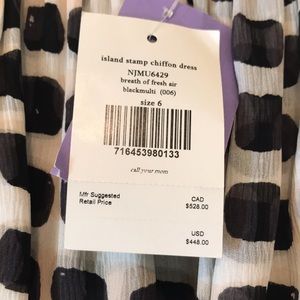 island stamp chiffon dress
NJMU6429
breath of fresh air
blackmulti (006)
size 6
716453980133
call your mom
Mfr Suggested
Retail Price
CAD
$528.00
USD
$448.00